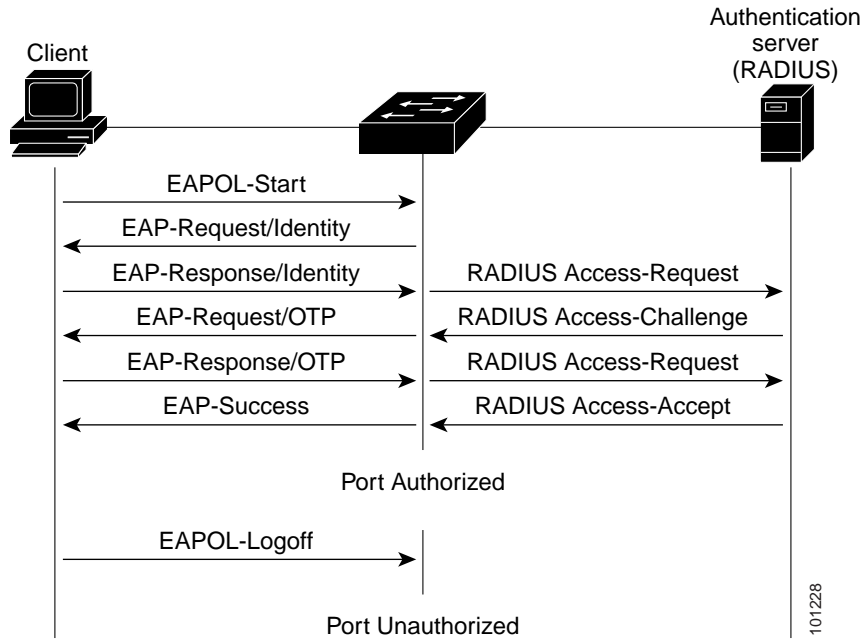 Client
Authentication
server
(RADIUS)
EAPOL-Start
EAP-Request/Identity
EAP-Response/Identity
RADIUS Access-Request
EAP-Request/OTP
RADIUS Access-Challenge
EAP-Response/OTP
RADIUS Access-Request
EAP-Success
RADIUS Access-Accept
Port Authorized
EAPOL-Logoff
Port Unauthorized
101228